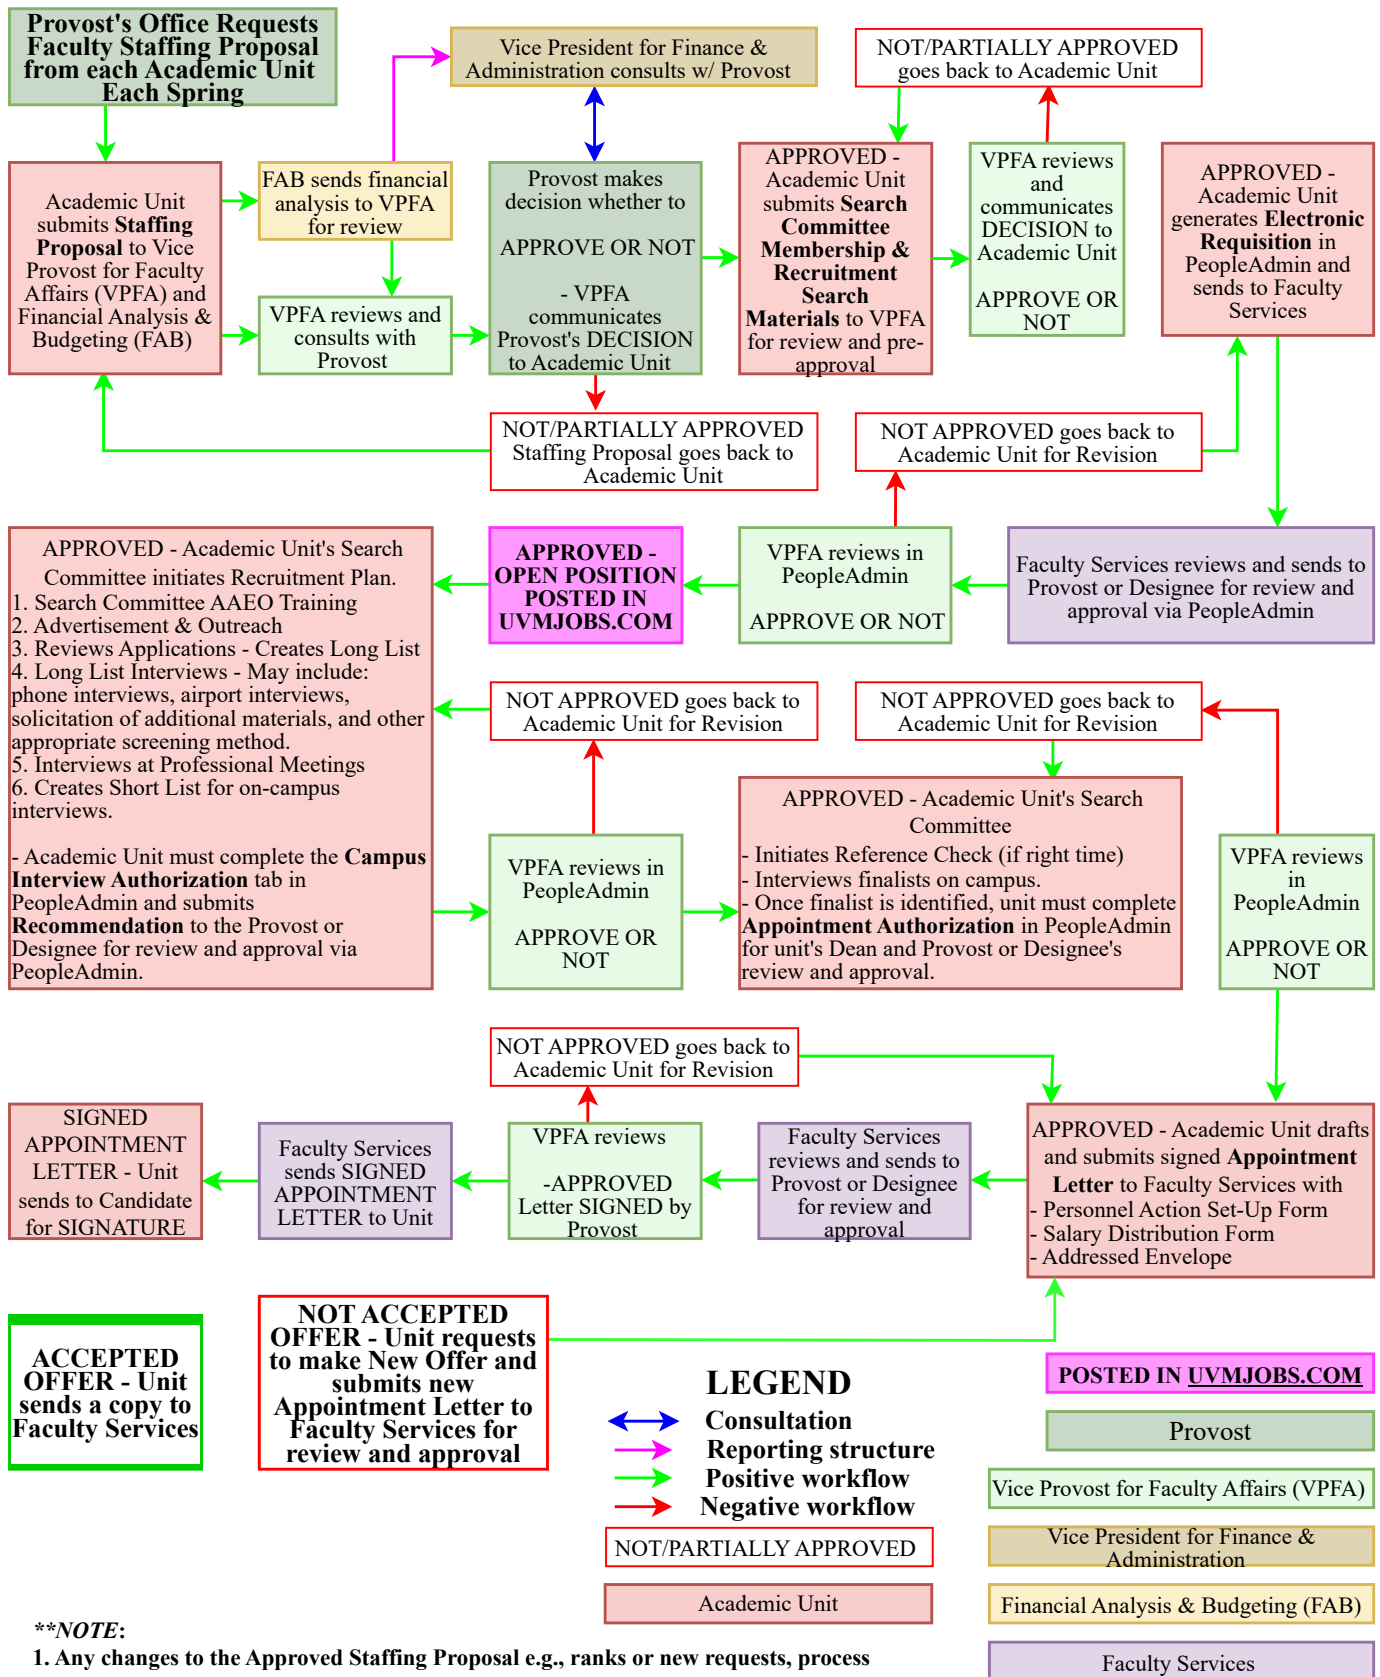 Provost's Office Requests
Faculty Staffing Proposal
from each Academic Unit
Each Spring
Vice President for Finance &
Administration consults w/ Provost
NOT/PARTIALLY APPROVED
goes back to Academic Unit
Academic Unit
submits Staffing
Proposal to Vice
Provost for Faculty
Affairs (VPFA) and
Financial Analysis &
Budgeting (FAB)
FAB sends financial
analysis to VPFA
for review
VPFA reviews and
consults with
Provost
Provost makes
decision whether to
APPROVE OR NOT
- VPFA
communicates
Provost's DECISION
to Academic Unit
APPROVED -
Academic Unit
submits Search
Committee
Membership &
Recruitment
Search
Materials to VPFA
for review and pre-
approval
VPFA reviews
and
communicates
DECISION to
Academic Unit
APPROVE OR
NOT
APPROVED -
Academic Unit
generates Electronic
Requisition in
PeopleAdmin and
sends to Faculty
Services
NOT/PARTIALLY APPROVED
Staffing Proposal goes back to
Academic Unit
NOT APPROVED goes back to
Academic Unit for Revision
APPROVED - Academic Unit's Search
Committee initiates Recruitment Plan.
1. Search Committee AAEO Training
2. Advertisement & Outreach
3. Reviews Applications - Creates Long List
4. Long List Interviews - May include:
phone interviews, airport interviews,
solicitation of additional materials, and other
appropriate screening method.
5. Interviews at Professional Meetings
6. Creates Short List for on-campus
interviews.
- Academic Unit must complete the Campus
Interview Authorization tab in
PeopleAdmin and submits
Recommendation to the Provost or
Designee for review and approval via
PeopleAdmin.
APPROVED -
OPEN POSITION
POSTED IN
UVMJOBS.COM
VPFA reviews in
PeopleAdmin
APPROVE OR NOT
Faculty Services reviews and sends to
Provost or Designee for review and
approval via PeopleAdmin
NOT APPROVED goes back to
Academic Unit for Revision
NOT APPROVED goes back to
Academic Unit for Revision
VPFA reviews in
PeopleAdmin
APPROVE OR
NOT
APPROVED - Academic Unit's Search
Committee
- Initiates Reference Check (if right time)
- Interviews finalists on campus.
- Once finalist is identified, unit must complete
Appointment Authorization in PeopleAdmin
for unit's Dean and Provost or Designee's
review and approval.
VPFA reviews
in
PeopleAdmin
APPROVE OR
NOT
NOT APPROVED goes back to
Academic Unit for Revision
SIGNED
APPOINTMENT
LETTER - Unit
sends to Candidate
for SIGNATURE
Faculty Services
sends SIGNED
APPOINTMENT
LETTER to Unit
VPFA reviews
-APPROVED
Letter SIGNED by
Provost
Faculty Services
reviews and sends to
Provost or Designee
for review and
approval
APPROVED - Academic Unit drafts
and submits signed Appointment
Letter to Faculty Services with
- Personnel Action Set-Up Form
- Salary Distribution Form
- Addressed Envelope
ACCEPTED
OFFER - Unit
sends a copy to
Faculty Services
NOT ACCEPTED
OFFER - Unit requests
to make New Offer and
submits new
Appointment Letter to
Faculty Services for
review and approval
LEGEND
Consultation
Reporting structure
Positive workflow
Negative workflow
NOT/PARTIALLY APPROVED
Academic Unit
POSTED IN UVMJOBS.COM
Provost
Vice Provost for Faculty Affairs (VPFA)
Vice President for Finance &
Administration
Financial Analysis & Budgeting (FAB)
Faculty Services
**NOTE:
1. Any changes to the Approved Staffing Proposal e.g., ranks or new requests, process